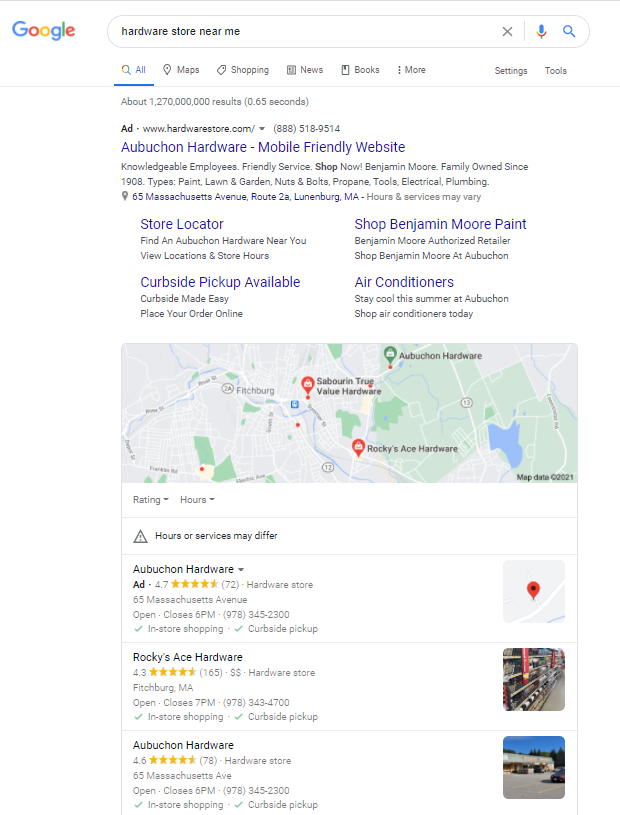 Google
hardware store near me
All Maps Shopping News Books More Settings Tools
About 1,270,000,000 results (0.65 seconds)
Ad · www.hardwarestore.com/ (888) 518-9514
Aubuchon Hardware - Mobile Friendly Website
Knowledgeable Employees. Friendly Service. Shop Now! Benjamin Moore. Family Owned Since
1908. Types: Paint, Lawn & Garden, Nuts & Bolts, Propane, Tools, Electrical, Plumbing.
65 Massachusetts Avenue, Route 2a, Lunenburg, MA - Hours & services may vary
Store Locator
Find An Aubuchon Hardware Near You
View Locations & Store Hours
Shop Benjamin Moore Paint
Benjamin Moore Authorized Retailer
Shop Benjamin Moore At Aubuchon
Curbside Pickup Available
Curbside Made Easy
Place Your Order Online
Air Conditioners
Stay cool this summer at Aubuchon
Shop air conditioners today
Aubuchon Hardware
Sabourin True
Value Hardware
2A Fitchburg
13
Rocky's Ace Hardware
12
Franklin Rd
Electric Ave
Map data ©2021
Rating Hours
Hours or services may differ
Aubuchon Hardware
Ad · 4.7 (72) · Hardware store
65 Massachusetts Avenue
Open · Closes 6PM · (978) 345-2300
In-store shopping · Curbside pickup
Rocky's Ace Hardware
4.3 (165) · $$ · Hardware store
Fitchburg, MA
Open · Closes 7PM · (978) 343-4700
In-store shopping · Curbside pickup
Aubuchon Hardware
4.6 (78) · Hardware store
65 Massachusetts Ave
Open · Closes 6PM · (978) 345-2300
In-store shopping · Curbside pickup